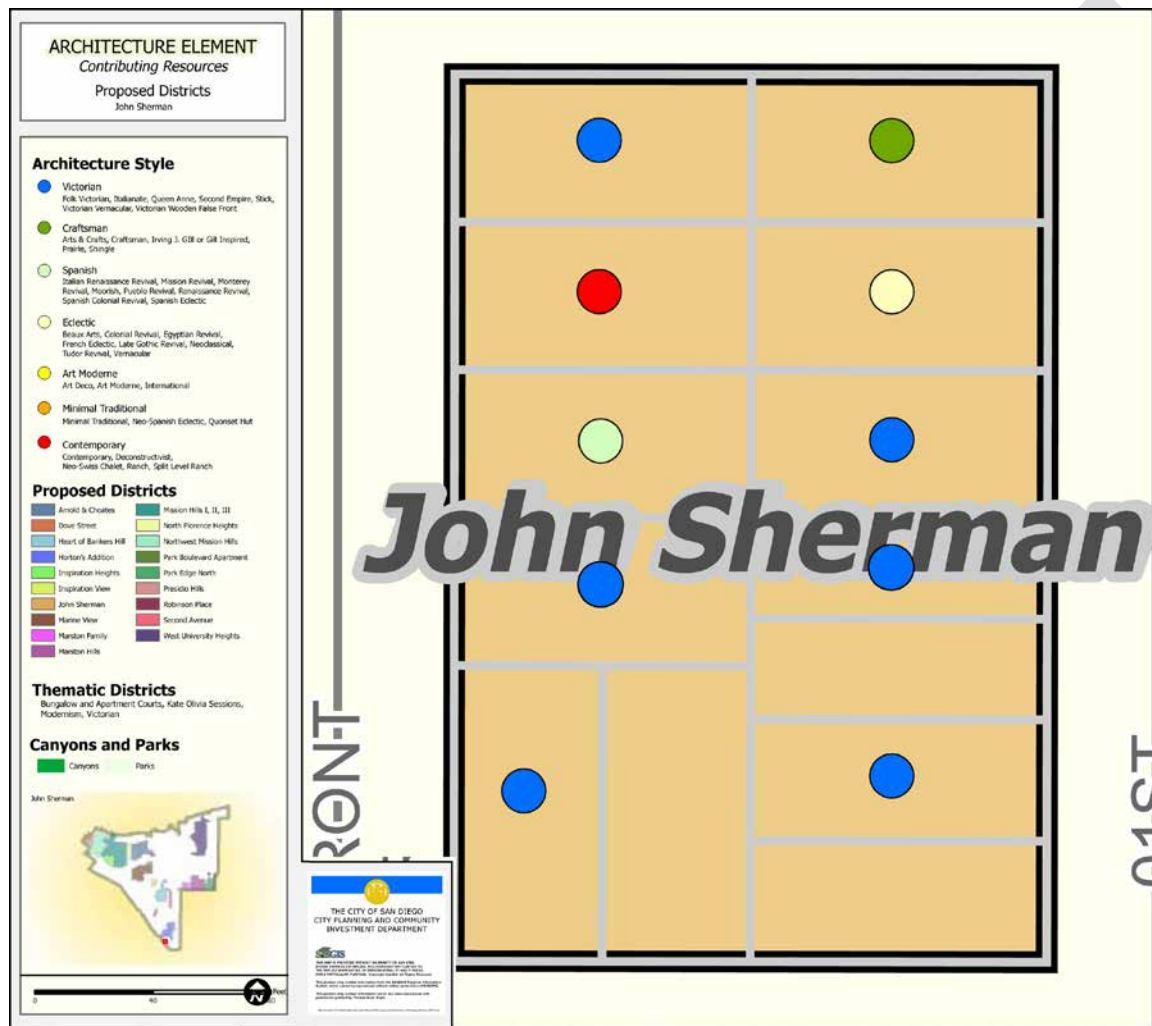 ARCHITECTURE ELEMENT
Contributing Resources
Proposed Districts
John Sherman
Architecture Style
Victorian
Folk Victorian, Italianate, Queen Anne, Second Empire, Stick,
Victorian Vernacular, Victorian Wooden False Front
Craftsman
Arts & Crafts, Craftsman, Irving J. Gill or Gill Inspired,
Prairie, Shingle
Spanish
Italian Renaissance Revival, Mission Revival, Monterey
Revival, Moorish, Pueblo Revival, Renaissance Revival,
Spanish Colonial Revival, Spanish Eclectic
Eclectic
Beaux Arts, Colonial Revival, Egyptian Revival,
French Eclectic, Late Gothic Revival, Neoclassical,
Tudor Revival, Vernacular
Art Moderne
Art Deco, Art Moderne, International
Minimal Traditional
Minimal Traditional, Neo-Spanish Eclectic, Quonset Hut
Contemporary
Contemporary, Deconstructivist,
Neo-Swiss Chalet, Ranch, Split Level Ranch
Proposed Districts
Arnold & Choates
Dove Street
Heart of Bankers Hill
Horton's Addition
Inspiration Heights
Inspiration View
John Sherman
Marine View
Marston Family
Marston Hills
Mission Hills I, II, III
North Florence Heights
Northwest Mission Hills
Park Boulevard Apartment
Park Edge North
Presidio Hills
Robinson Place
Second Avenue
West University Heights
Thematic Districts
Bungalow and Apartment Courts, Kate Olivia Sessions,
Modernism, Victorian
Canyons and Parks
Canyons
Parks
John Sherman
0 40 80 Feet
N
John Sherman
RONT
01ST
THE CITY OF SAN DIEGO
CITY PLANNING AND COMMUNITY
INVESTMENT DEPARTMENT